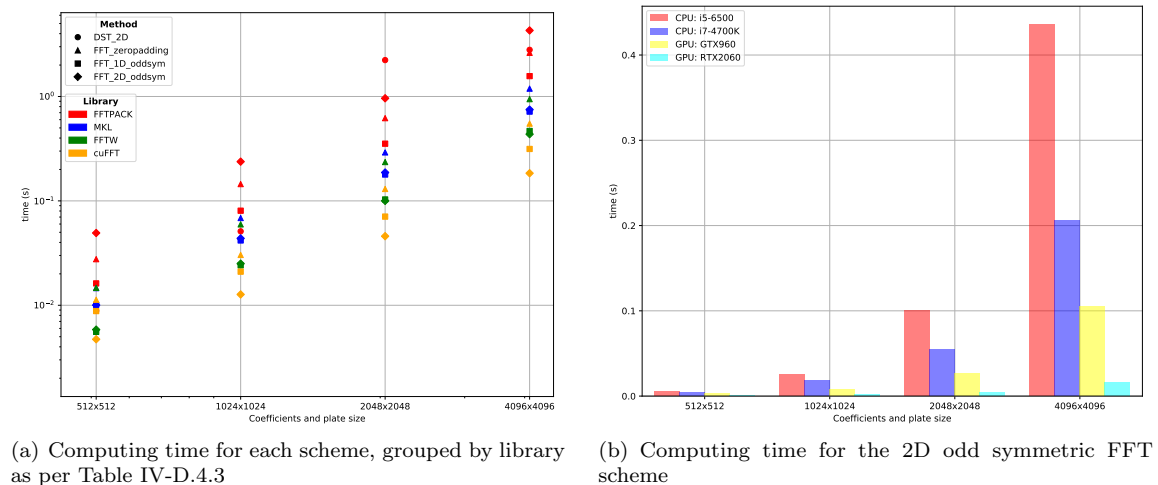 Method
DST_2D
FFT_zeropadding
FFT_1D_oddsym
FFT_2D_oddsym
Library
FFTPACK
MKL
FFTW
cuFFT
10⁰
10⁻¹
10⁻²
time (s)
512x512
1024x1024
2048x2048
4096x4096
Coefficients and plate size
(a) Computing time for each scheme, grouped by library
as per Table IV-D.4.3
CPU: i5-6500
CPU: i7-4700K
GPU: GTX960
GPU: RTX2060
0.4
0.3
0.2
0.1
0.0
time (s)
512x512
1024x1024
2048x2048
4096x4096
Coefficients and plate size
(b) Computing time for the 2D odd symmetric FFT
scheme